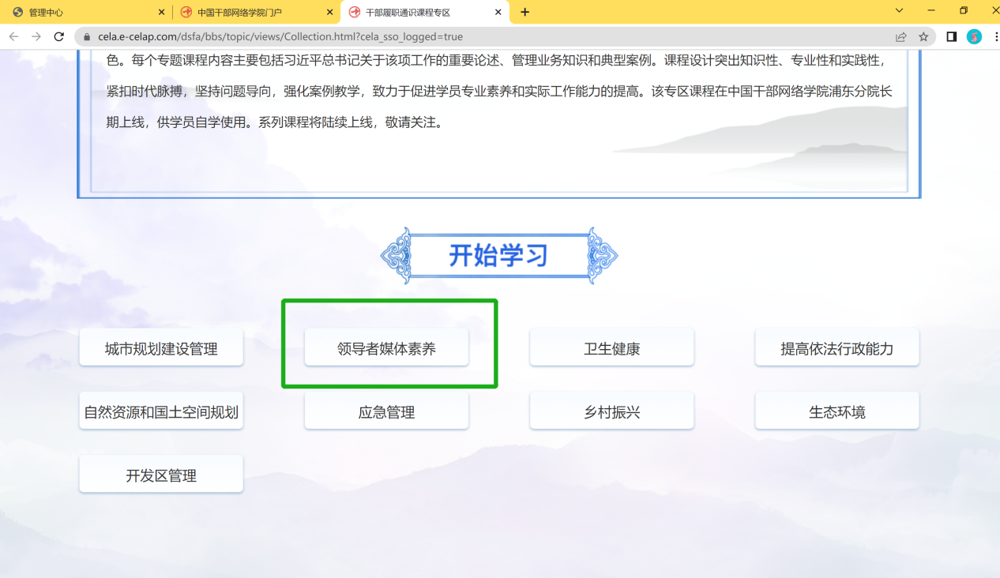 管理中心
中国干部网络学院门户
干部履职通识课程专区
cela.e-celap.com/dsfa/bbs/topic/views/Collection.html?cela_sso_logged=true
色。每个专题课程内容主要包括习近平总书记关于该项工作的重要论述、管理业务知识和典型案例。课程设计突出知识性、专业性和实践性，
紧扣时代脉搏，坚持问题导向，强化案例教学，致力于促进学员专业素养和实际工作能力的提高。该专区课程在中国干部网络学院浦东分院长
期上线，供学员自学使用。系列课程将陆续上线，敬请关注。
开始学习
城市规划建设管理
领导者媒体素养
卫生健康
提高依法行政能力
自然资源和国土空间规划
应急管理
乡村振兴
生态环境
开发区管理